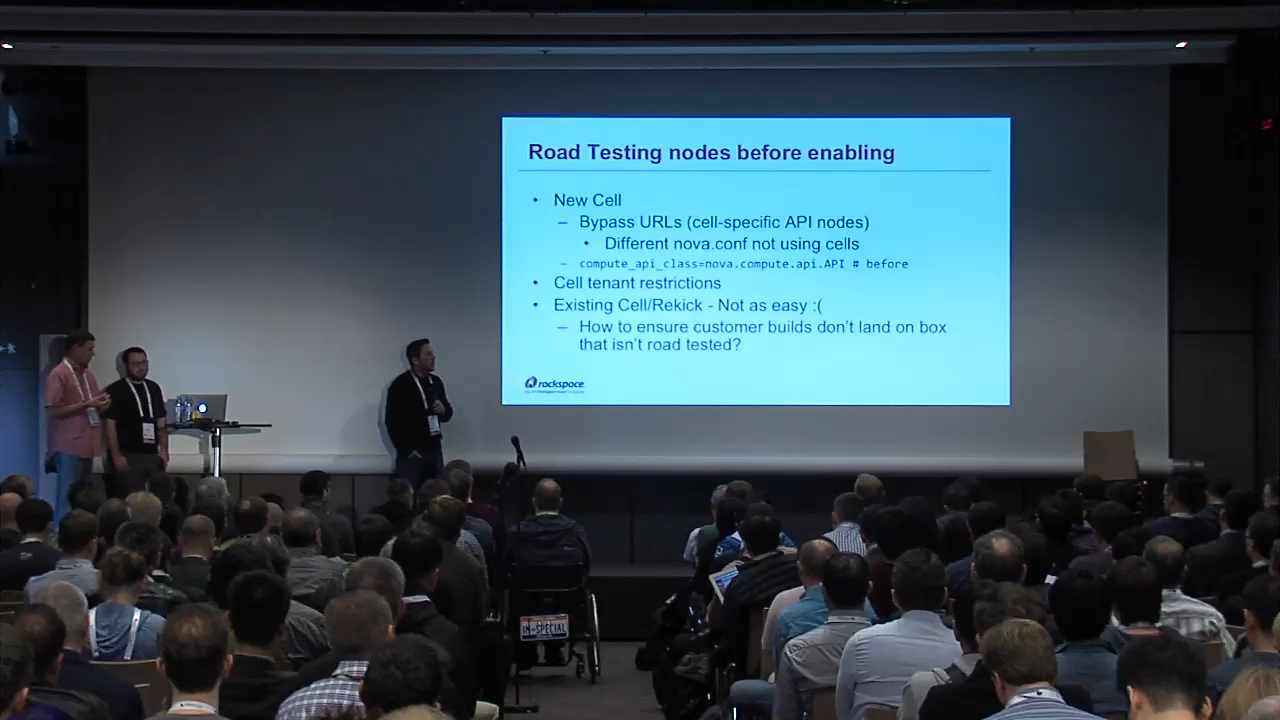 Road Testing nodes before enabling
• New Cell
– Bypass URLs (cell-specific API nodes)
• Different nova.conf not using cells
– compute_api_class=nova.compute.api.API # before
• Cell tenant restrictions
• Existing Cell/Rekick - Not as easy :(
– How to ensure customer builds don't land on box
that isn't road tested?
rackspace
IN-SPECIAL